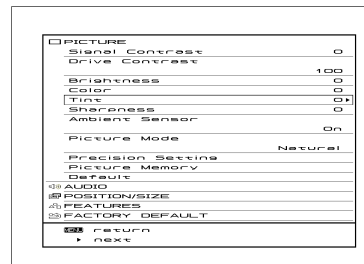 PICTURE
Signal Contrast 0
Drive Contrast
100
Brightness 0
Color 0
Tint 0
Sharpness 0
Ambient Sensor
On
Picture Mode
Natural
Precision Setting
Picture Memory
Default
AUDIO
POSITION/SIZE
FEATURES
FACTORY DEFAULT
MENU return
next